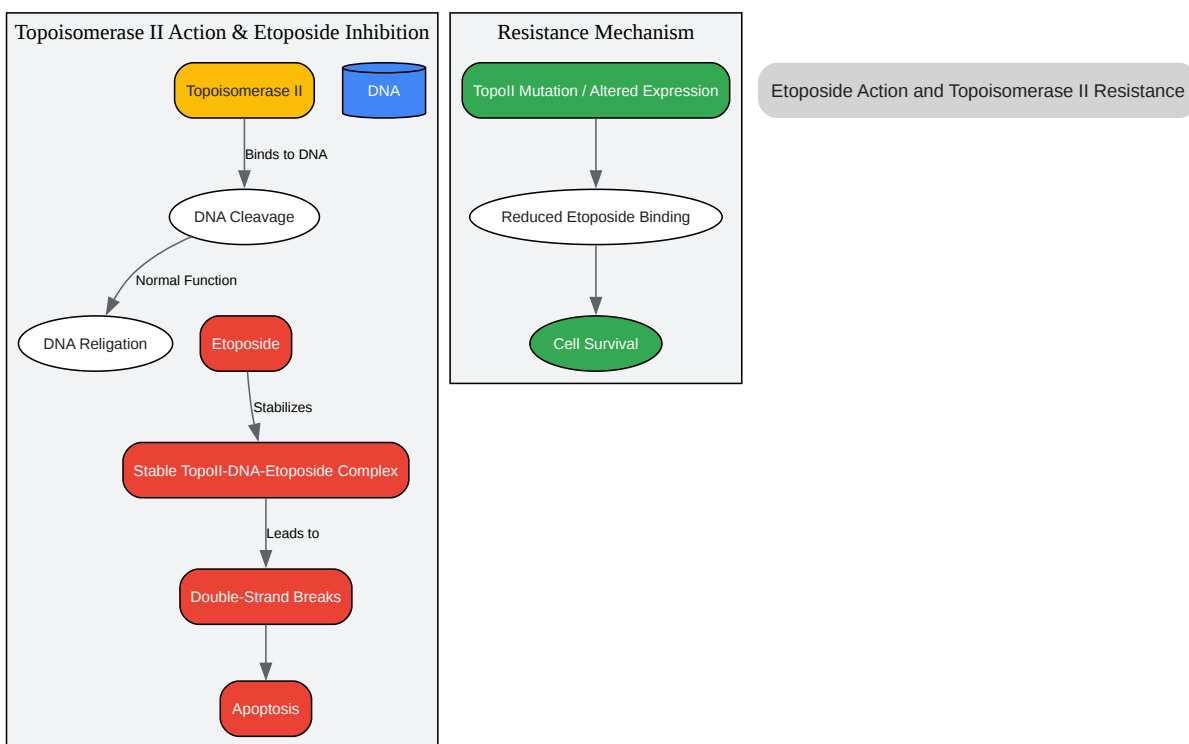 Topoisomerase II Action & Etoposide Inhibition
Topoisomerase II
DNA
Binds to DNA
DNA Cleavage
Normal Function
DNA Religation
Etoposide
Stabilizes
Stable TopoII-DNA-Etoposide Complex
Leads to
Double-Strand Breaks
Apoptosis
Resistance Mechanism
TopoII Mutation / Altered Expression
Reduced Etoposide Binding
Cell Survival
Etoposide Action and Topoisomerase II Resistance